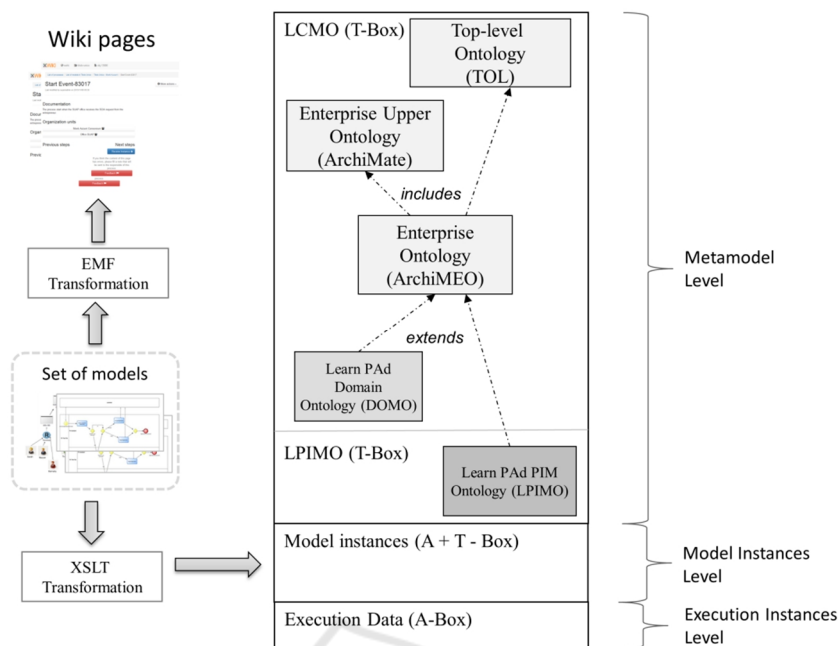 Wiki pages
Start Event-83017
Documentation
Organization units
Previous steps
Next steps
EMF
Transformation
Set of models
XSLT
Transformation
LCMO (T-Box)
Top-level
Ontology
(TOL)
Enterprise Upper
Ontology
(ArchiMate)
includes
Enterprise
Ontology
(ArchiMEO)
extends
Learn PAd
Domain
Ontology (DOMO)
LPIMO (T-Box)
Learn PAd PIM
Ontology (LPIMO)
Model instances (A + T - Box)
Execution Data (A-Box)
Metamodel
Level
Model Instances
Level
Execution Instances
Level